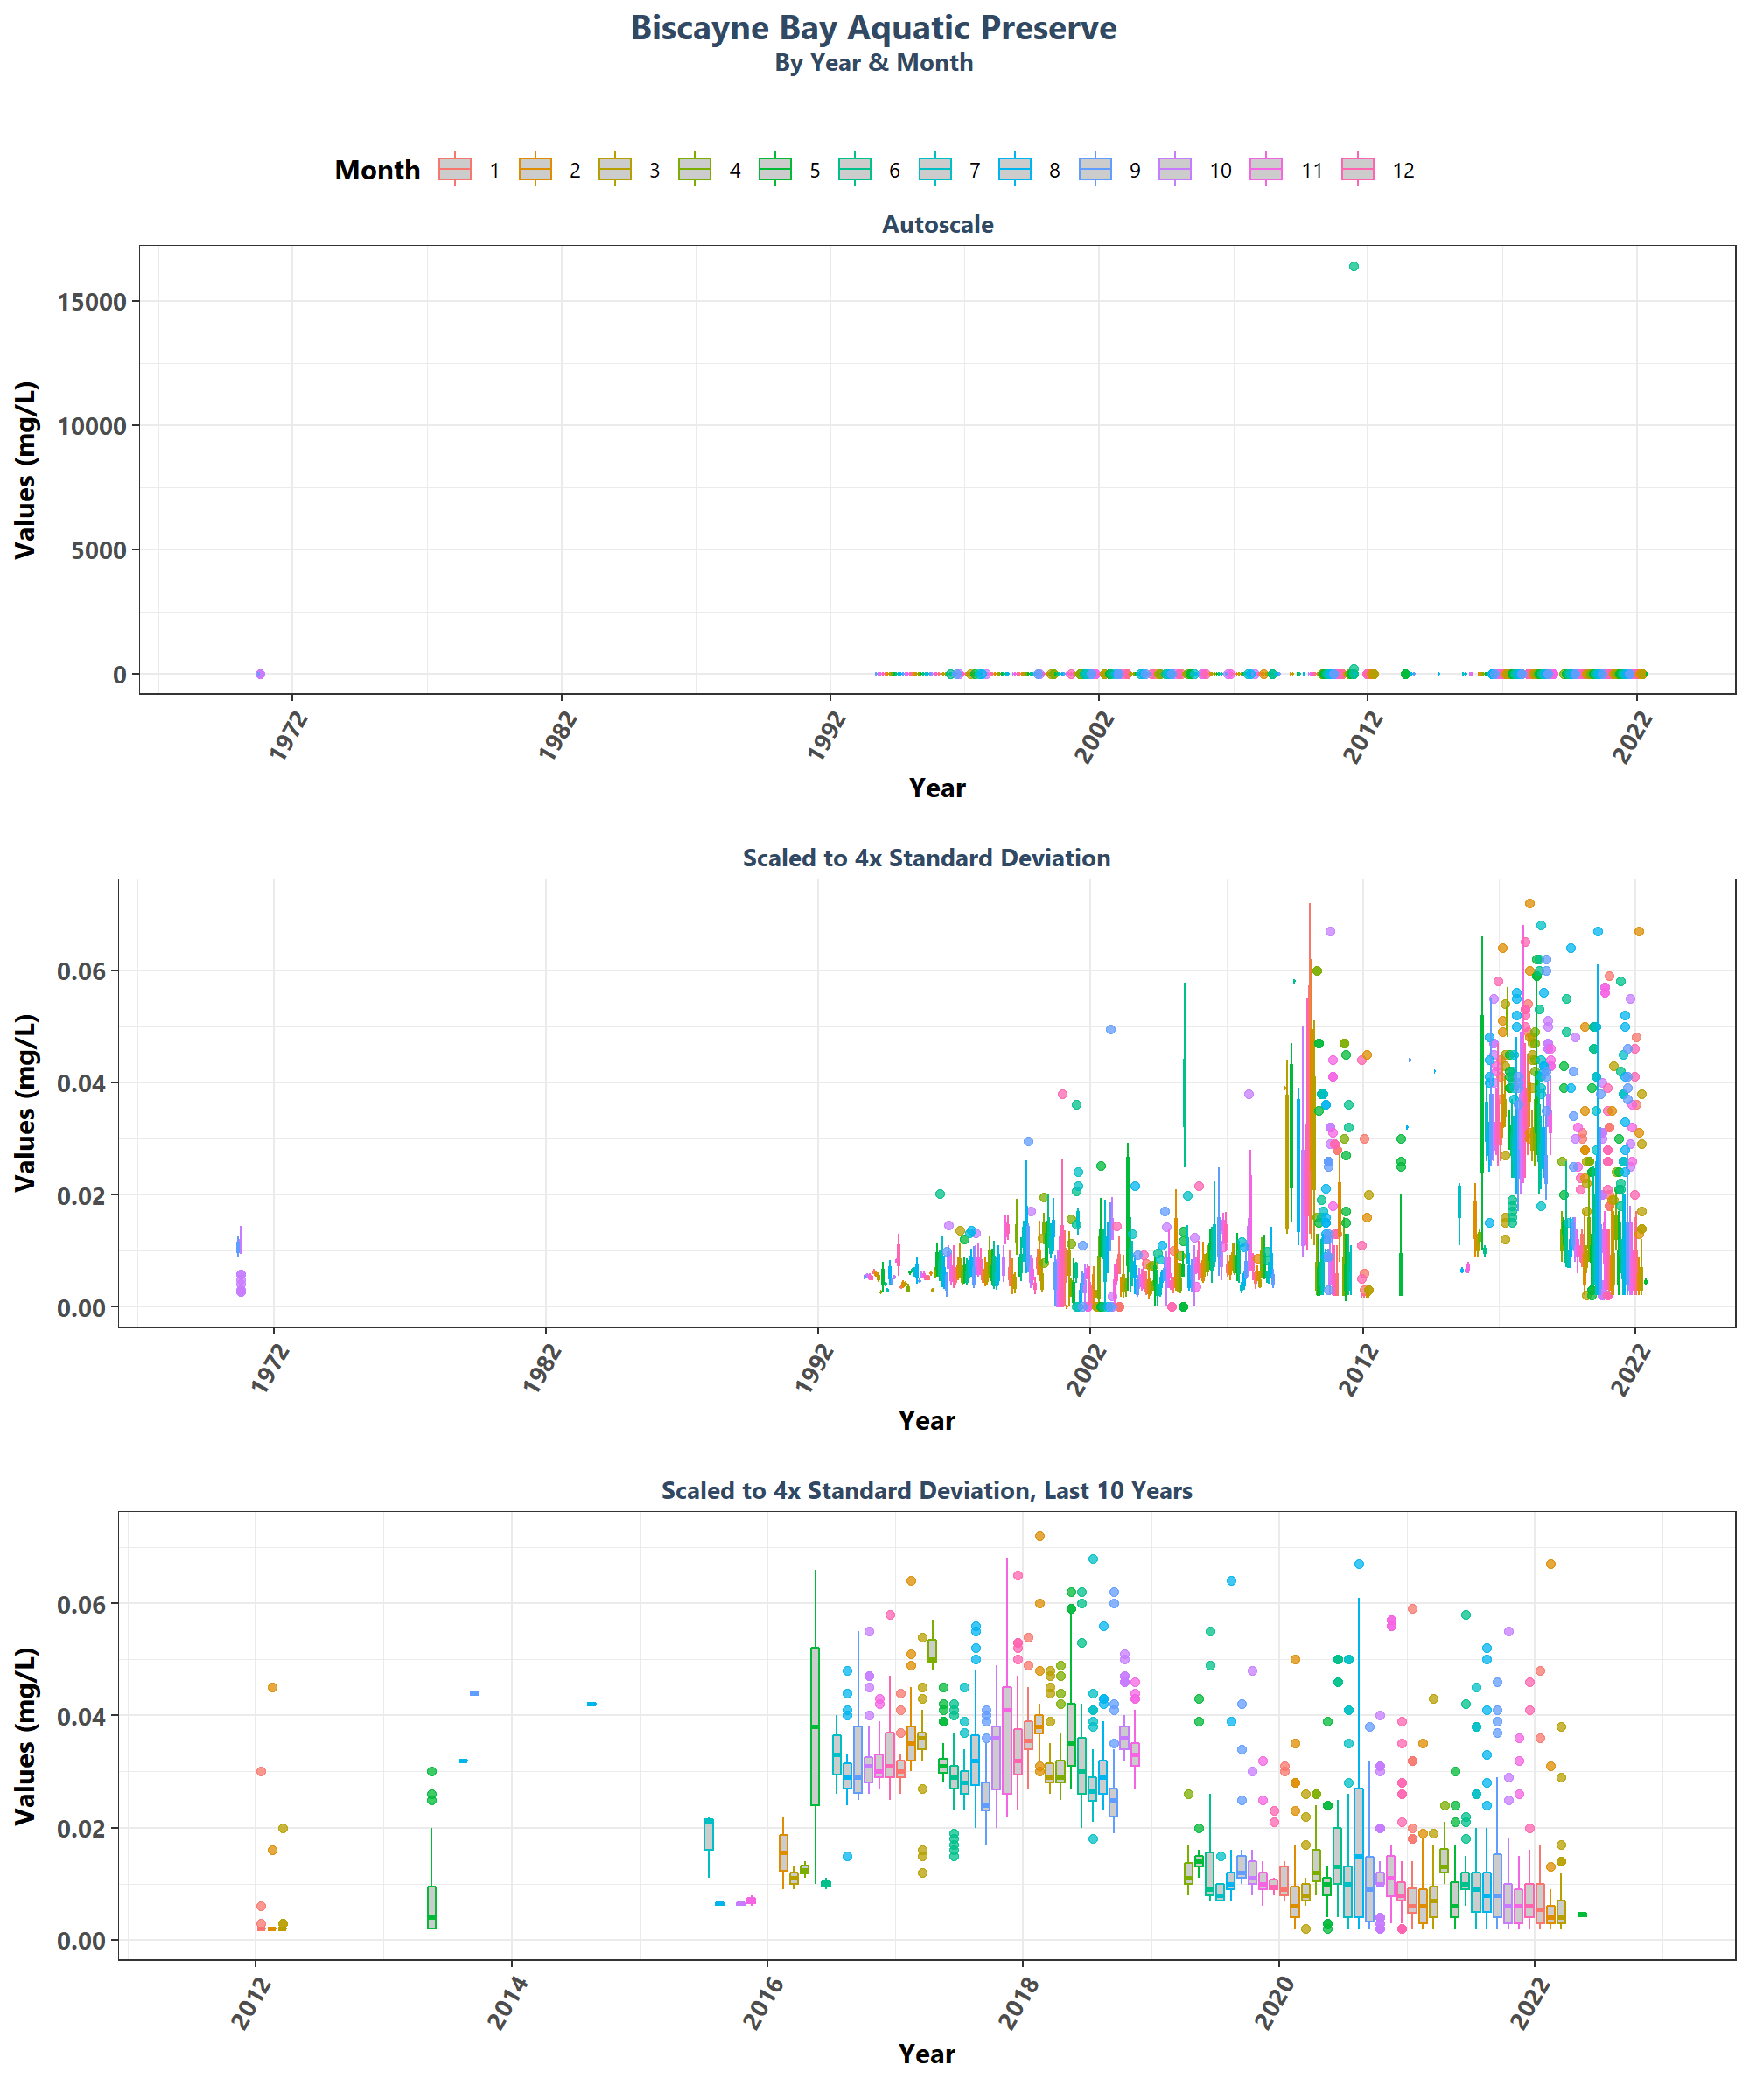 Biscayne Bay Aquatic Preserve
By Year & Month
Month 1 2 3 4 5 6 7 8 9 10 11 12
Autoscale
Values (mg/L)
15000
10000
5000
0
1972 1982 1992 2002 2012 2022
Year
Scaled to 4x Standard Deviation
Values (mg/L)
0.06
0.04
0.02
0.00
1972 1982 1992 2002 2012 2022
Year
Scaled to 4x Standard Deviation, Last 10 Years
Values (mg/L)
0.06
0.04
0.02
0.00
2012 2014 2016 2018 2020 2022
Year